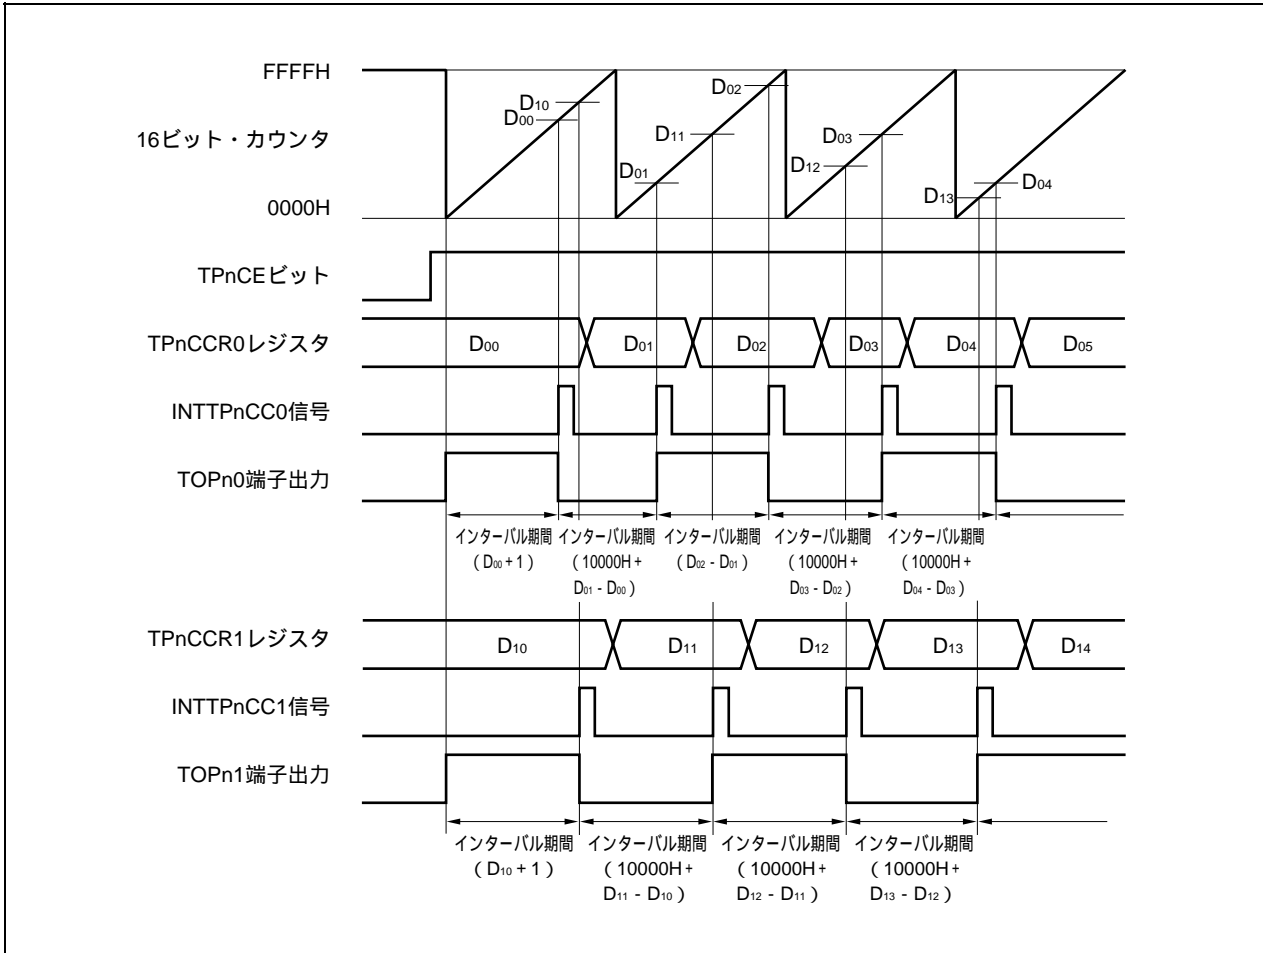 FFFFH
D10
D00
D02
16ビット・カウンタ
D11
D03
D01
D12
D13
D04
0000H
TPnCEビット
TPnCCR0レジスタ
D00
D01
D02
D03
D04
D05
INTTPnCC0信号
TOPn0端子出力
インターバル期間
(D00 + 1)
インターバル期間
(10000H +
D01 - D00)
インターバル期間
(D02 - D01)
インターバル期間
(10000H +
D03 - D02)
インターバル期間
(10000H +
D04 - D03)
TPnCCR1レジスタ
D10
D11
D12
D13
D14
INTTPnCC1信号
TOPn1端子出力
インターバル期間
(D10 + 1)
インターバル期間
(10000H +
D11 - D10)
インターバル期間
(10000H +
D12 - D11)
インターバル期間
(10000H +
D13 - D12)